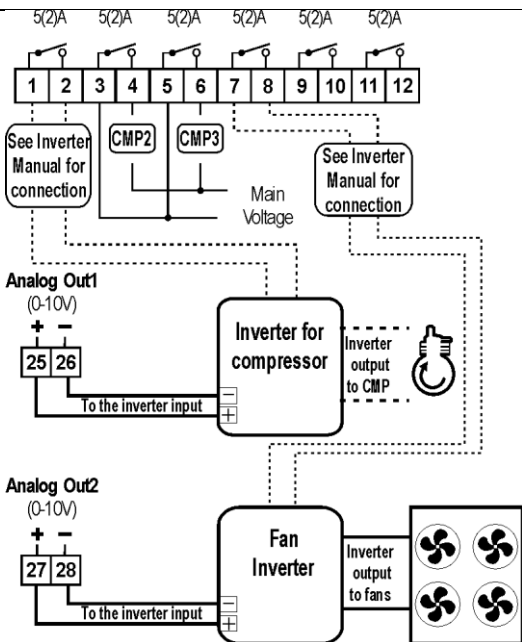 5(2)A 5(2)A 5(2)A 5(2)A 5(2)A 5(2)A
1 2 3 4 5 6 7 8 9 10 11 12
See Inverter
Manual for
connection
CMP2
CMP3
See Inverter
Manual for
connection
Main
Voltage
Analog Out1
(0-10V)
+ −
25 26
To the inverter input
−
+
Inverter for
compressor
Inverter
output
to CMP
Analog Out2
(0-10V)
+ −
27 28
To the inverter input
−
+
Fan
Inverter
Inverter
output
to fans